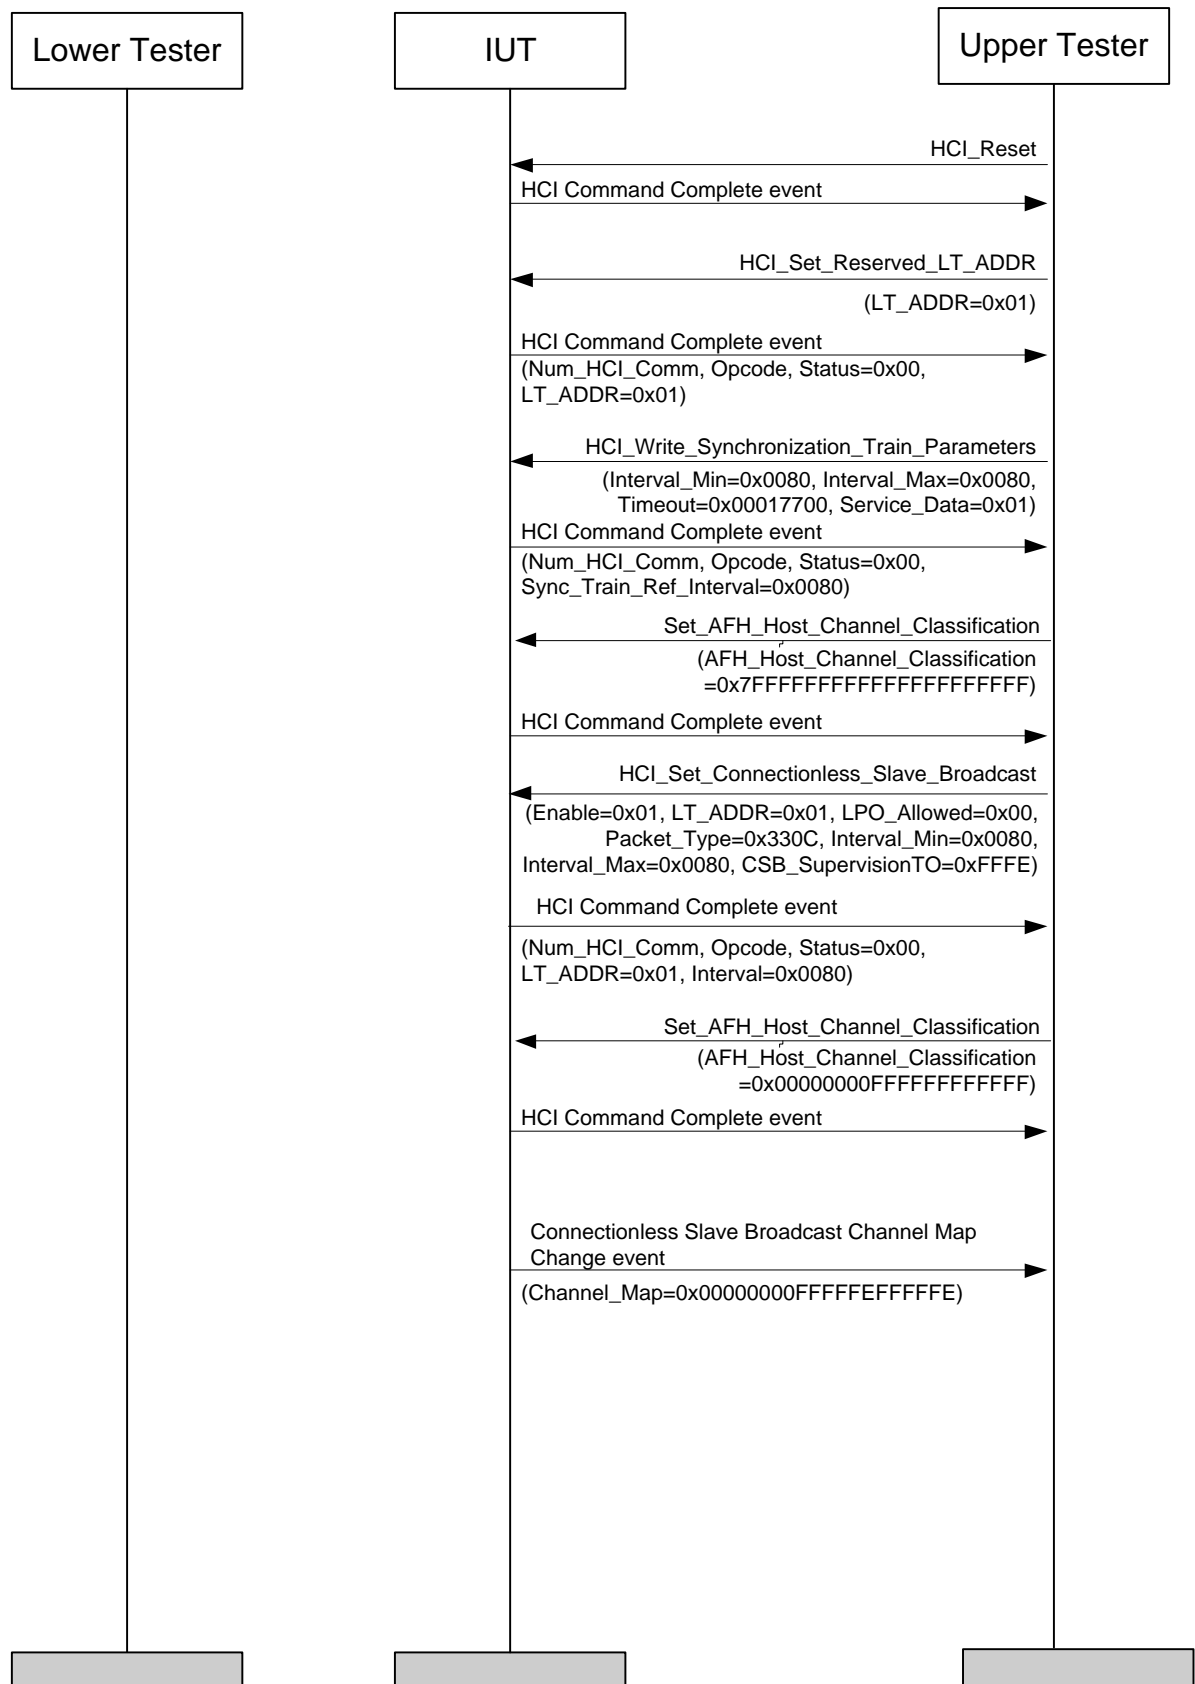 Lower Tester
IUT
Upper Tester
HCI_Reset
HCI Command Complete event
HCI_Set_Reserved_LT_ADDR
(LT_ADDR=0x01)
HCI Command Complete event
(Num_HCI_Comm, Opcode, Status=0x00,
LT_ADDR=0x01)
HCI_Write_Synchronization_Train_Parameters
(Interval_Min=0x0080, Interval_Max=0x0080,
Timeout=0x00017700, Service_Data=0x01)
HCI Command Complete event
(Num_HCI_Comm, Opcode, Status=0x00,
Sync_Train_Ref_Interval=0x0080)
Set_AFH_Host_Channel_Classification
(AFH_Host_Channel_Classification
=0x7FFFFFFFFFFFFFFFFFFFF)
HCI Command Complete event
HCI_Set_Connectionless_Slave_Broadcast
(Enable=0x01, LT_ADDR=0x01, LPO_Allowed=0x00,
Packet_Type=0x330C, Interval_Min=0x0080,
Interval_Max=0x0080, CSB_SupervisionTO=0xFFFE)
HCI Command Complete event
(Num_HCI_Comm, Opcode, Status=0x00,
LT_ADDR=0x01, Interval=0x0080)
Set_AFH_Host_Channel_Classification
(AFH_Host_Channel_Classification
=0x00000000FFFFFFFFFFFF)
HCI Command Complete event
Connectionless Slave Broadcast Channel Map
Change event
(Channel_Map=0x00000000FFFFFEFFFFFE)